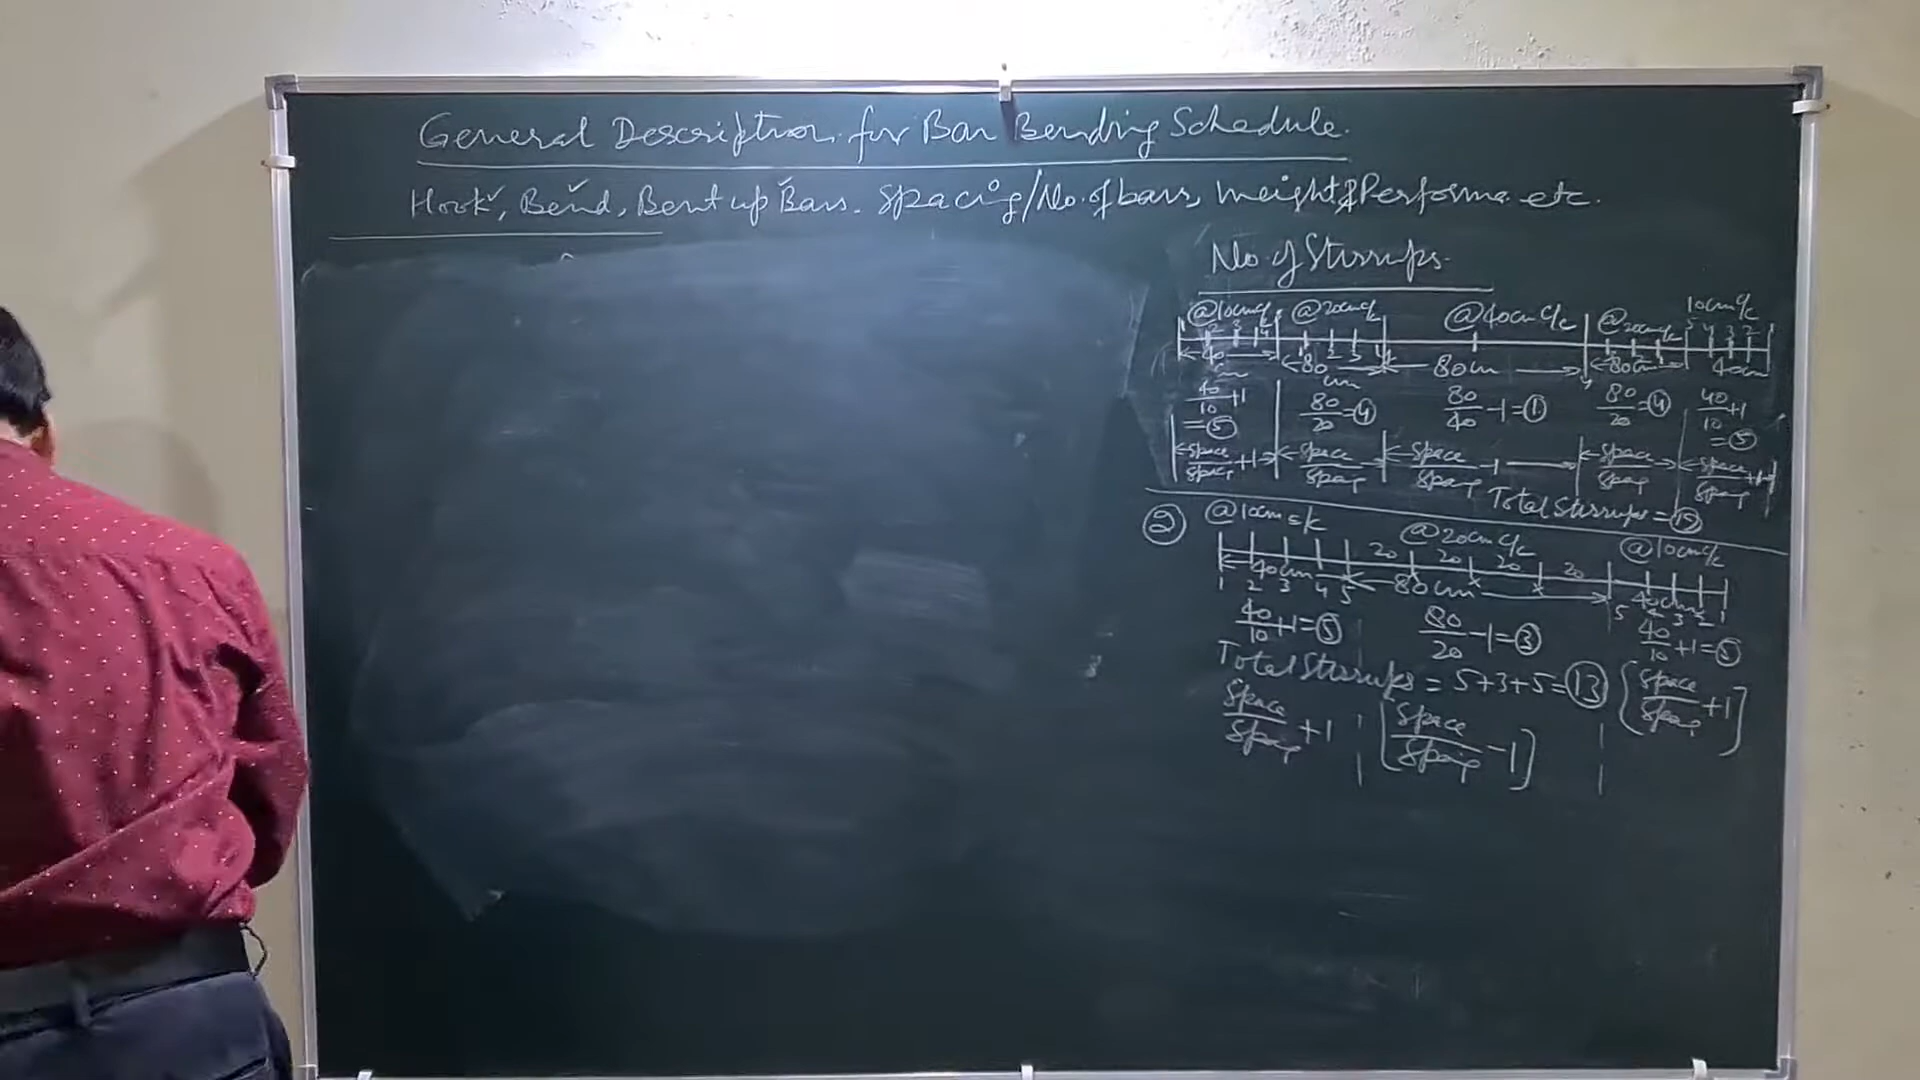 General Description for Bar Bending Schedule.
Hook, Bend, Bent up Bars. Spacing/No. of bars, Weight & Performa etc.
No. of Stirrups.
@10cm c/c @20cm c/c @40cm c/c @20cm c/c 10cm c/c
40 cm 80 cm 80cm 80cm 40cm
40/10 +1 = 5 80/20 = 4 80/40 -1 = 1 80/20 = 4 40/10 +1 = 5
Space/Spacing +1 Space/Spacing Space/Spacing -1 Space/Spacing Space/Spacing +1
Total Stirrups =
2 @10cm c/c @20cm c/c @10cm c/c
20 20 20 20
40cm 80cm 40cm
1 2 3 4 5 5 4 3 2 1
40/10 +1 = 5 80/20 -1 = 3 40/10 +1 = 5
Total Stirrups = 5+3+5 = 13
Space/Spacing +1 [Space/Spacing -1] [Space/Spacing +1]